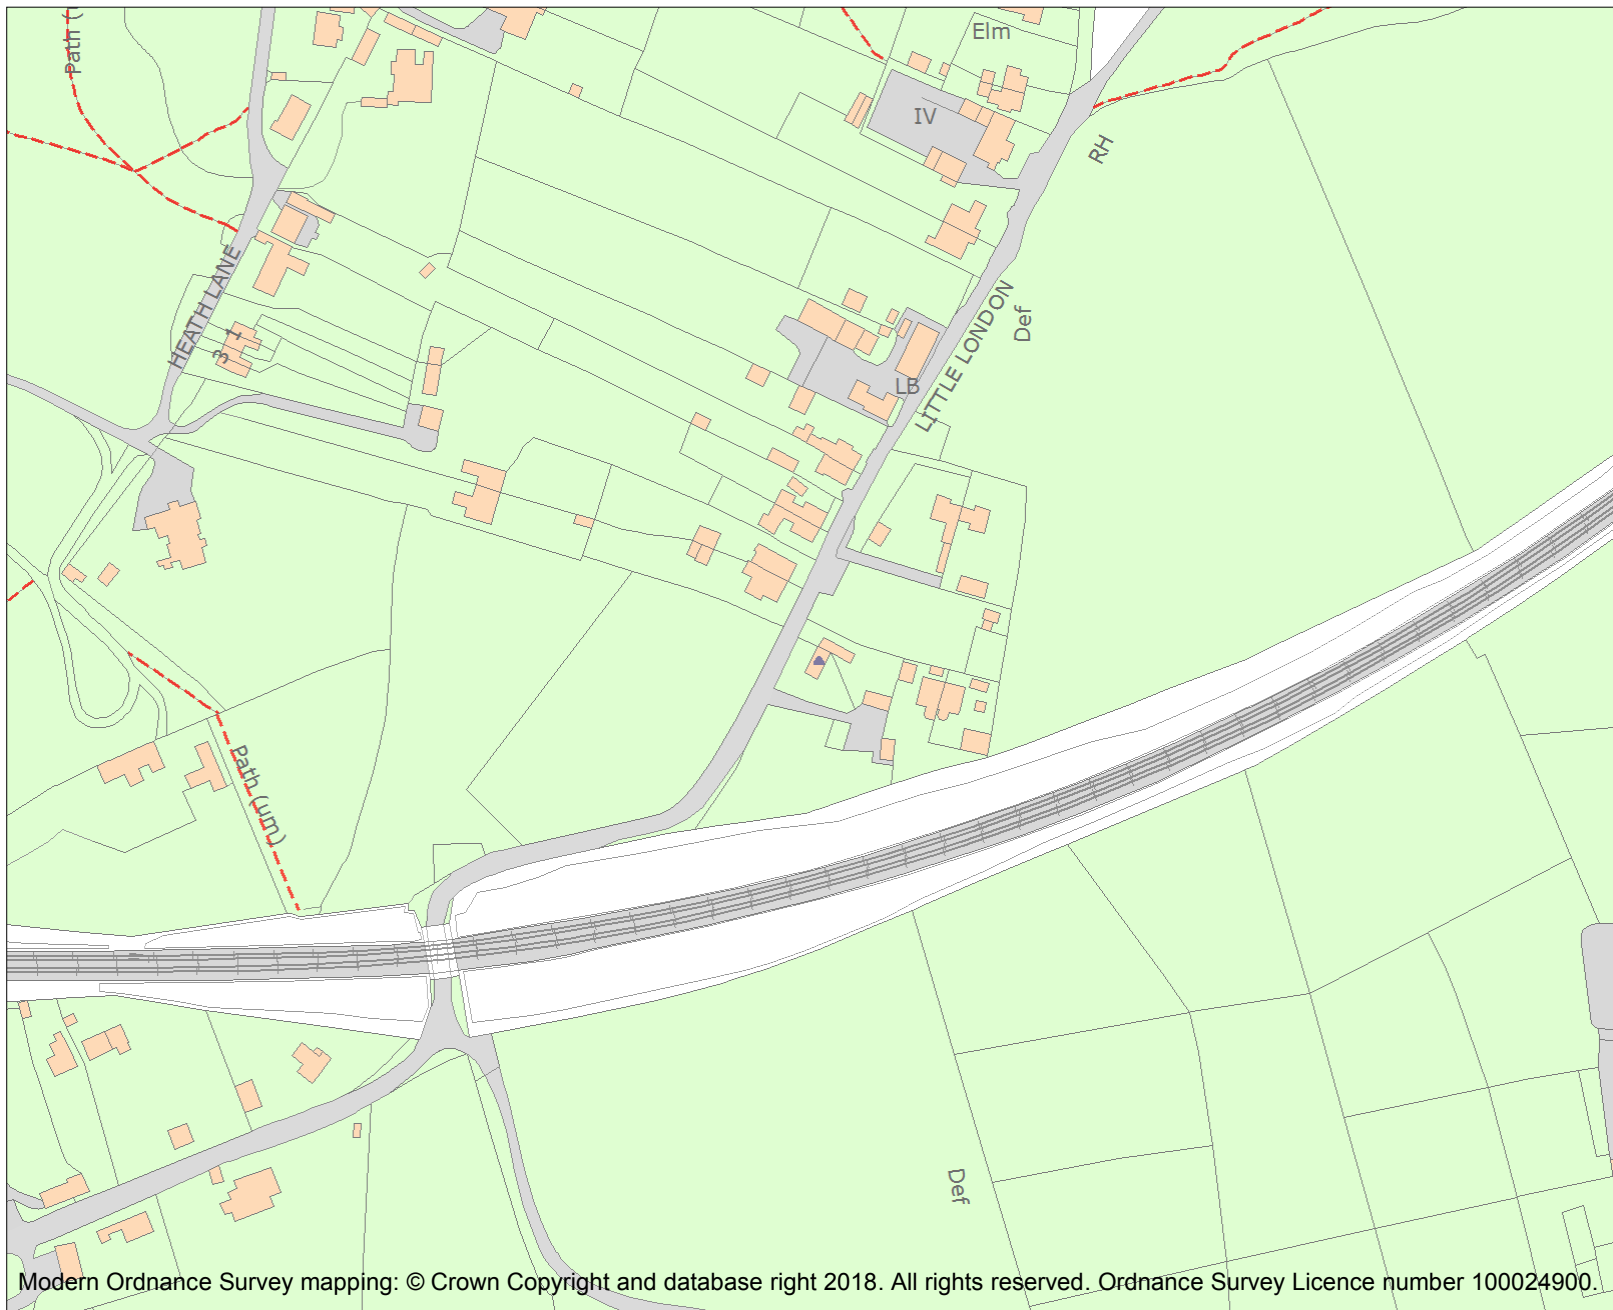 Path (u
Elm
IV
RH
HEATH LANE
3
1
Def
LITTLE LONDON
LB
Path (um)
Def
Modern Ordnance Survey mapping: © Crown Copyright and database right 2018. All rights reserved. Ordnance Survey Licence number 100024900.